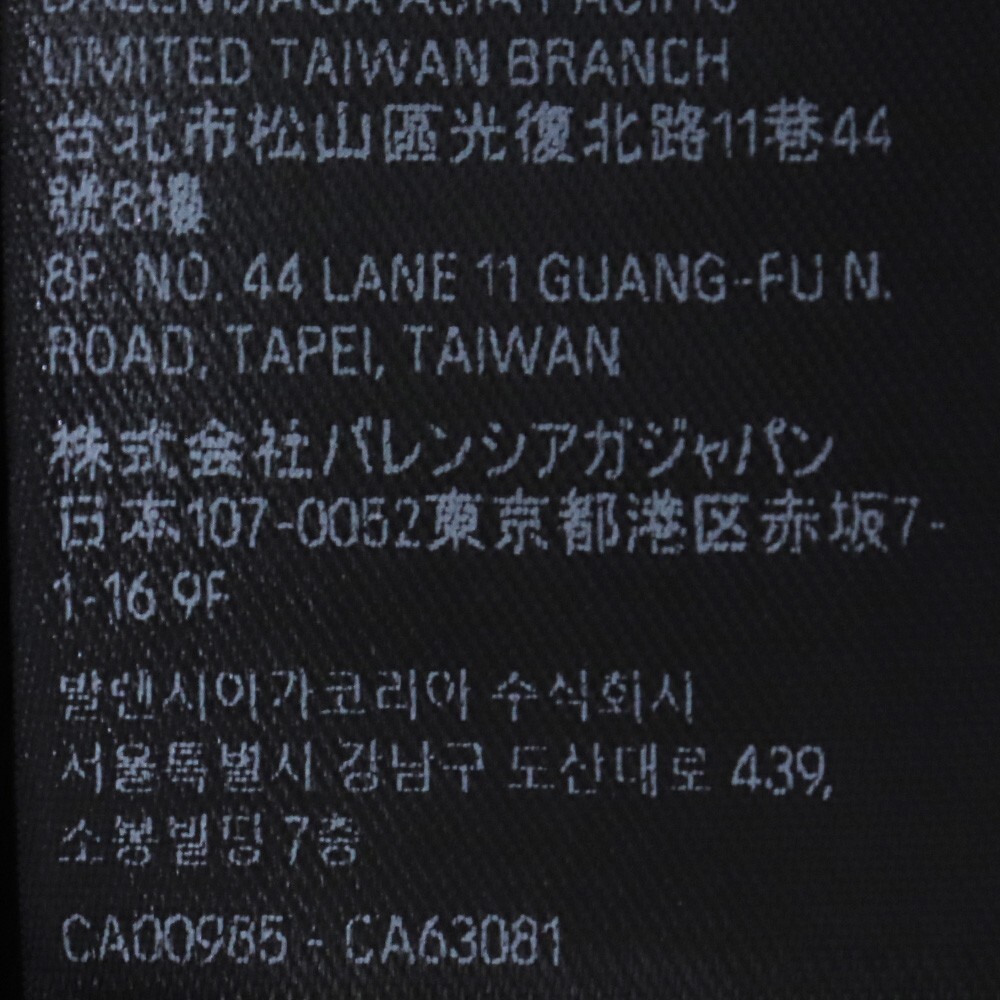 BALENCIAGA ASIA PACIFIC
LIMITED TAIWAN BRANCH
台北市松山區光復北路11巷44
號8樓
8F. NO. 44 LANE 11 GUANG-FU N.
ROAD, TAPEI, TAIWAN
株式会社バレンシアガジャパン
日本107-0052東京都港区赤坂7-
1-16 9F
발렌시아가코리아 주식회사
서울특별시 강남구 도산대로 439,
소봉빌딩 7층
CA00985 - CA63081